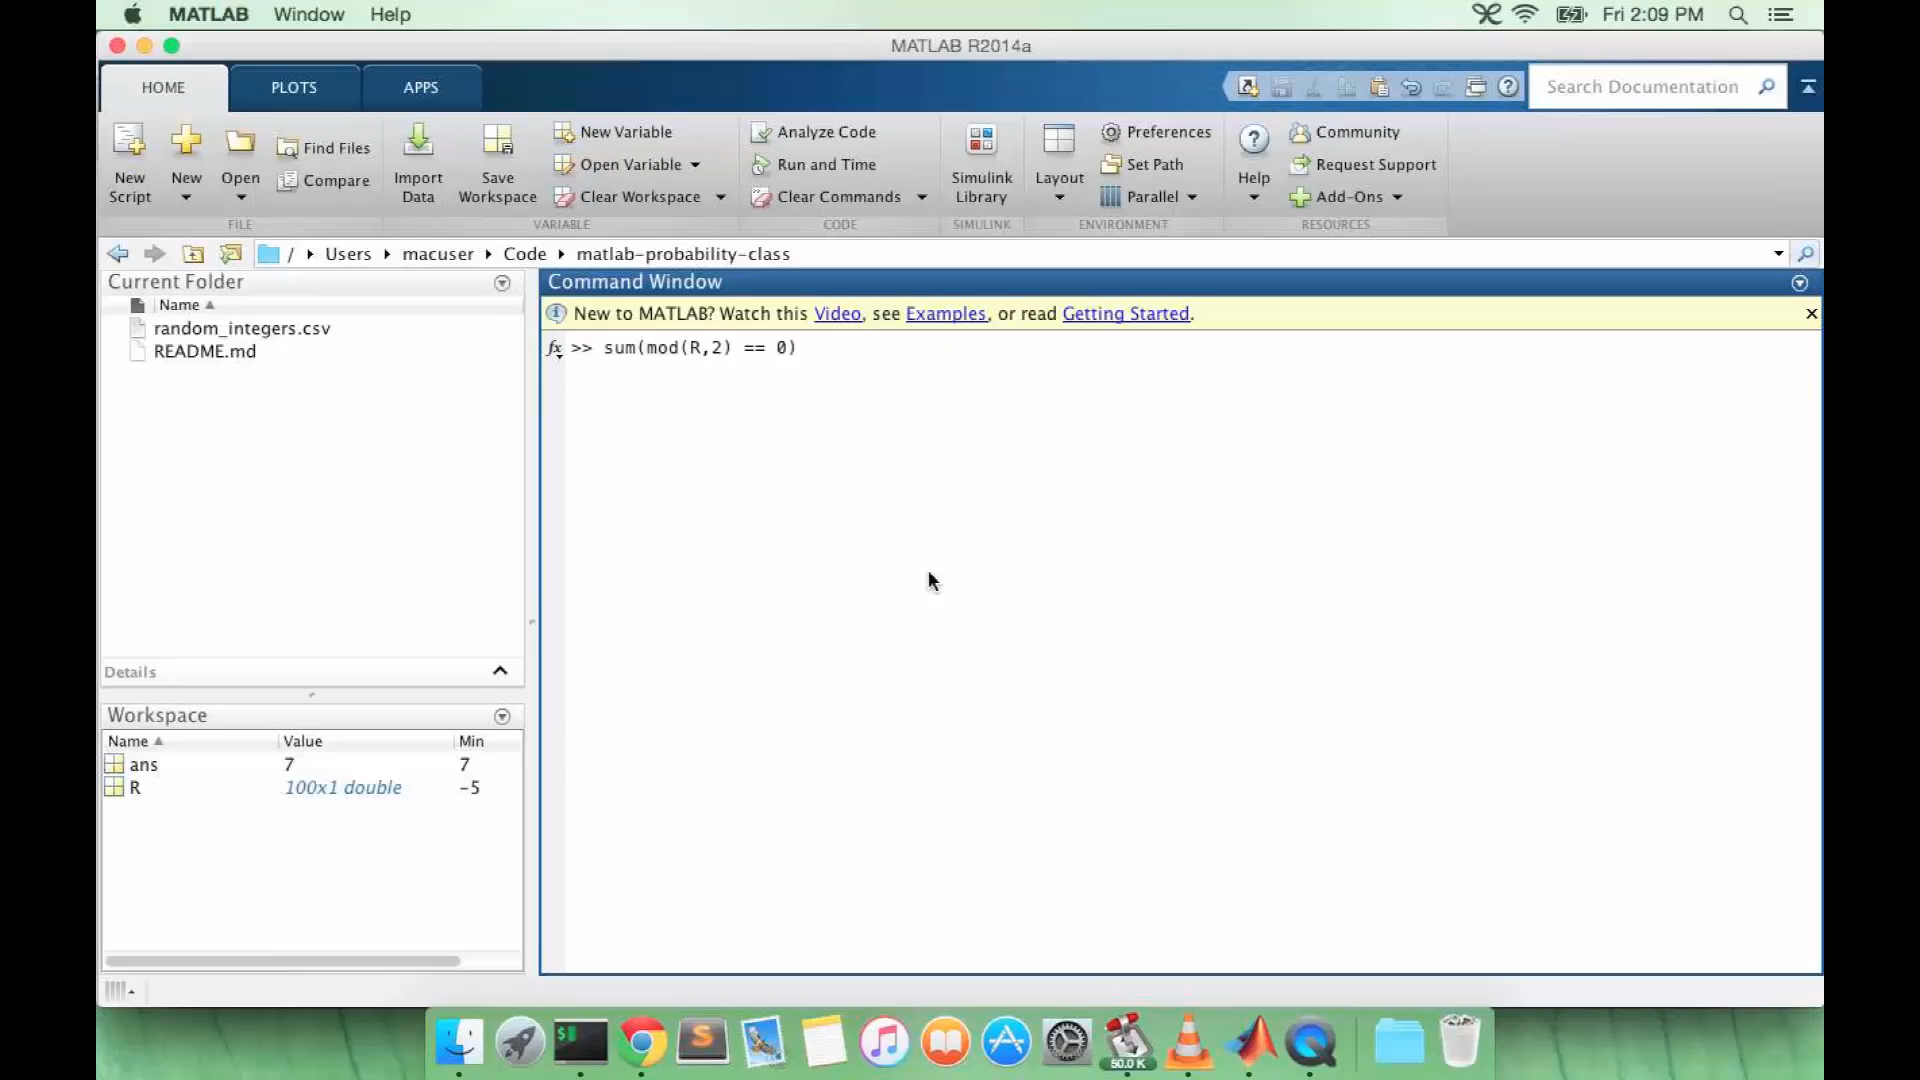 MATLAB Window Help Fri 2:09 PM
MATLAB R2014a
HOME PLOTS APPS Search Documentation
New Script New Open Find Files Compare Import Data Save Workspace New Variable Open Variable Clear Workspace Analyze Code Run and Time Clear Commands Simulink Library Layout Preferences Set Path Parallel Help Community Request Support Add-Ons
FILE VARIABLE CODE SIMULINK ENVIRONMENT RESOURCES
/ Users macuser Code matlab-probability-class
Current Folder
Name
random_integers.csv
README.md
Details
Workspace
Name Value Min
ans 7 7
R 100x1 double -5
Command Window
New to MATLAB? Watch this Video, see Examples, or read Getting Started.
fx >> sum(mod(R,2) == 0)
50.0 K